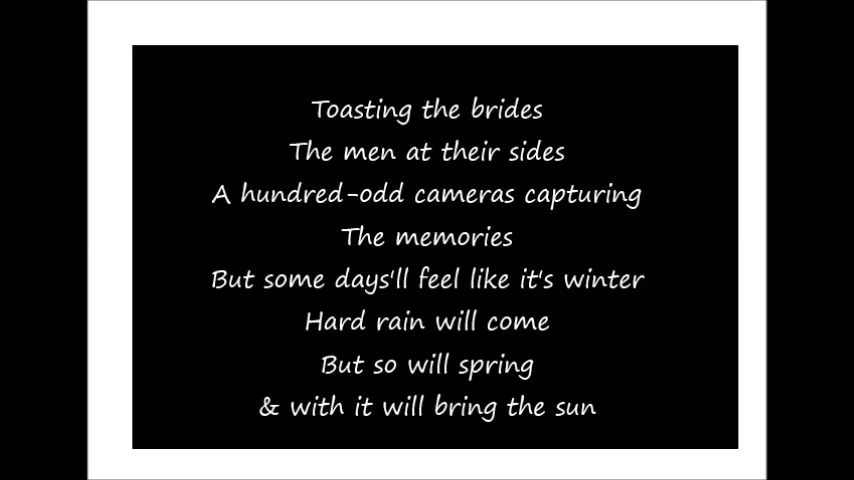 Toasting the brides
The men at their sides
A hundred-odd cameras capturing
The memories
But some days'll feel like it's winter
Hard rain will come
But so will spring
& with it will bring the sun